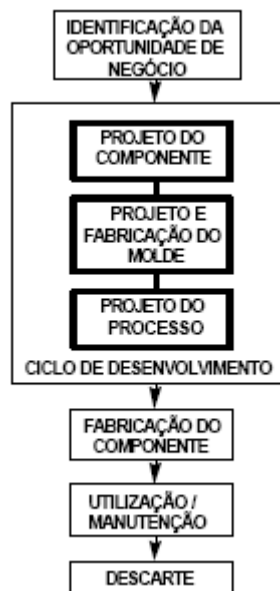 IDENTIFICAÇÃO DA
OPORTUNIDADE DE
NEGÓCIO
PROJETO DO
COMPONENTE
PROJETO E
FABRICAÇÃO DO
MOLDE
PROJETO DO
PROCESSO
CICLO DE DESENVOLVIMENTO
FABRICAÇÃO DO
COMPONENTE
UTILIZAÇÃO /
MANUTENÇÃO
DESCARTE